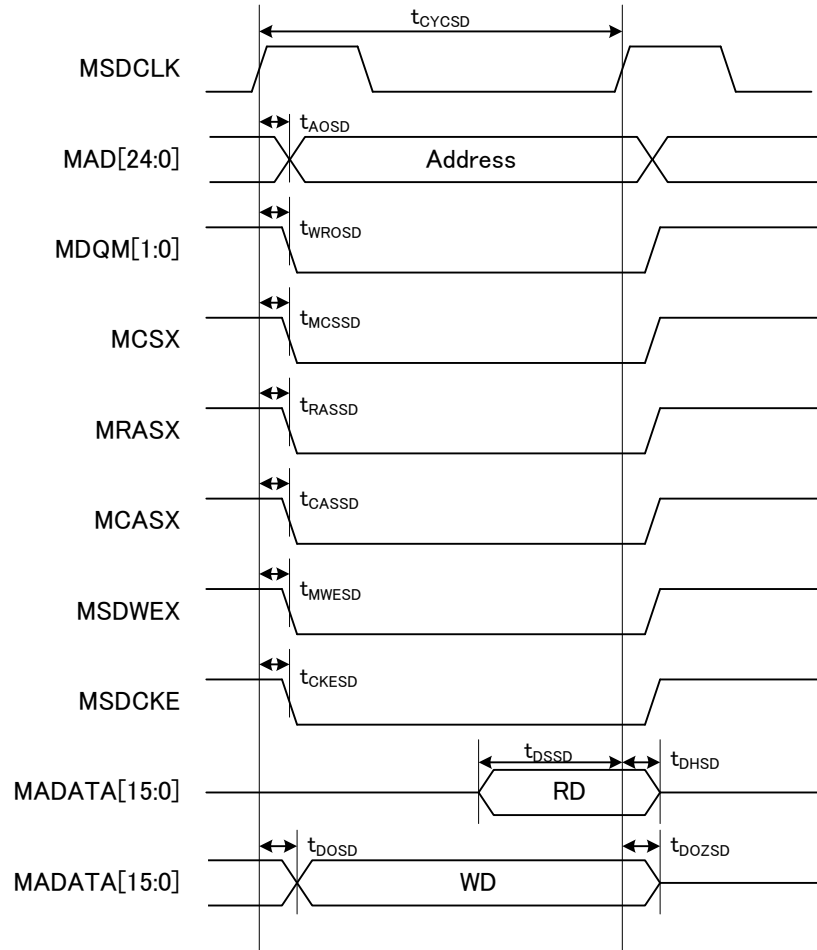 tCYCSD
MSDCLK
tAOSD
MAD[24:0]
Address
tWROSD
MDQM[1:0]
tMCSSD
MCSX
tRASSD
MRASX
tCASSD
MCASX
tMWESD
MSDWEX
tCKESD
MSDCKE
tDSSD
tDHSD
MADATA[15:0]
RD
tDOSD
tDOZSD
MADATA[15:0]
WD